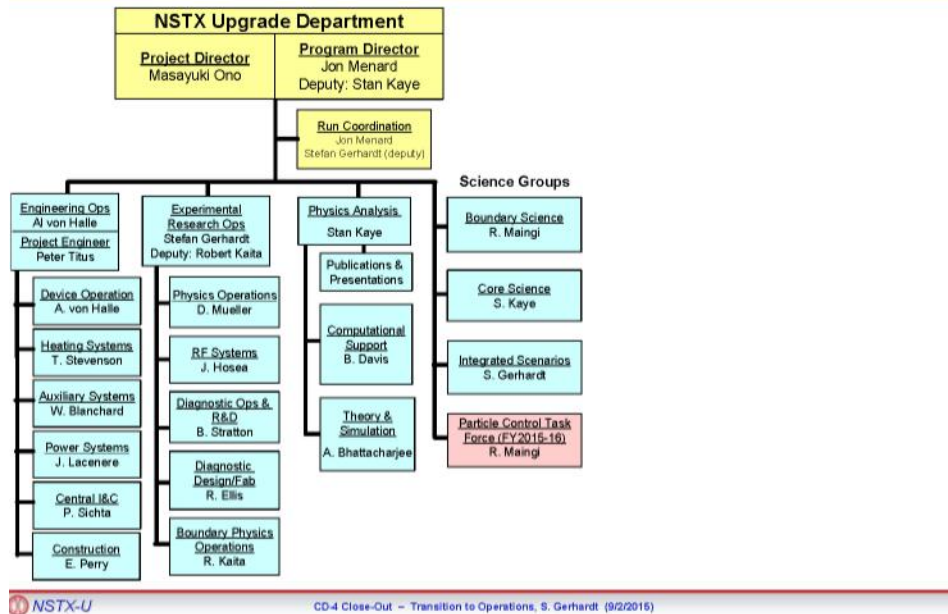 NSTX Upgrade Department
Project Director
Masayuki Ono
Program Director
Jon Menard
Deputy: Stan Kaye
Run Coordination
Jon Menard
Stefan Gerhardt (deputy)
Engineering Ops
Al von Halle
Project Engineer
Peter Titus
Device Operation
A. von Halle
Heating Systems
T. Stevenson
Auxiliary Systems
W. Blanchard
Power Systems
J. Lacenere
Central I&C
P. Sichta
Construction
E. Perry
Experimental
Research Ops
Stefan Gerhardt
Deputy: Robert Kaita
Physics Operations
D. Mueller
RF Systems
J. Hosea
Diagnostic Ops &
R&D
B. Stratton
Diagnostic
Design/Fab
R. Ellis
Boundary Physics
Operations
R. Kaita
Physics Analysis
Stan Kaye
Publications &
Presentations
Computational
Support
B. Davis
Theory &
Simulation
A. Bhattacharjee
Science Groups
Boundary Science
R. Maingi
Core Science
S. Kaye
Integrated Scenarios
S. Gerhardt
Particle Control Task
Force (FY2015-16)
R. Maingi
NSTX-U
CD-4 Close-Out – Transition to Operations, S. Gerhardt (9/2/2015)